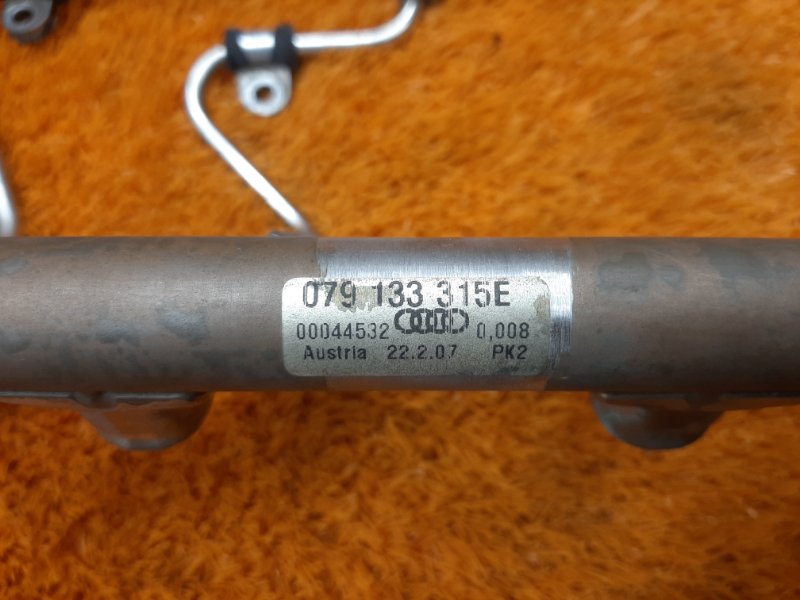 079 133 315E
00044532 0,008
Austria 22.2.07 PK2